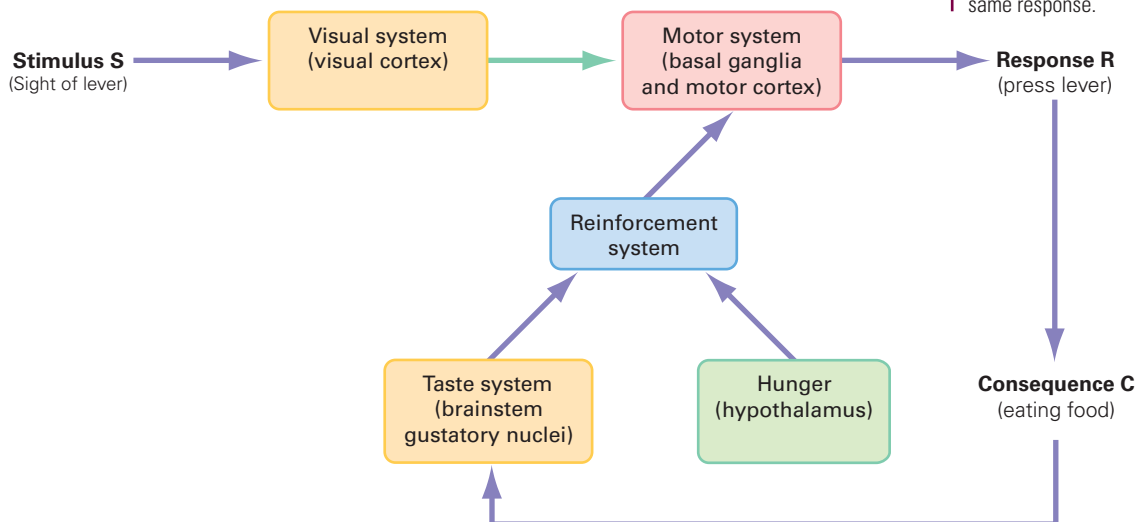 same response.
Stimulus S
(Sight of lever)
Visual system
(visual cortex)
Motor system
(basal ganglia
and motor cortex)
Response R
(press lever)
Reinforcement
system
Taste system
(brainstem
gustatory nuclei)
Hunger
(hypothalamus)
Consequence C
(eating food)